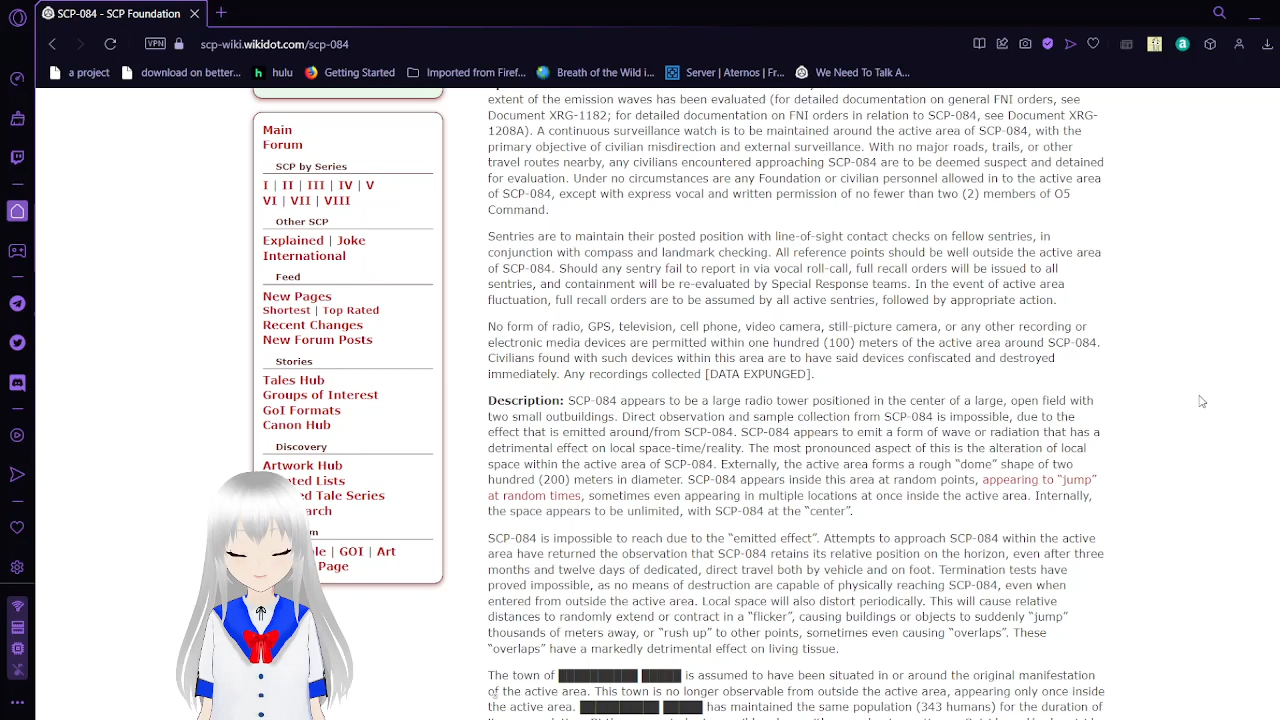 SCP-084 - SCP Foundation
VPN
scp-wiki.wikidot.com/scp-084
a project
download on better...
hulu
Getting Started
Imported from Firef...
Breath of the Wild i...
Server | Aternos | Fr...
We Need To Talk A...
Main
Forum
SCP by Series
I | II | III | IV | V
VI | VII | VIII
Other SCP
Explained | Joke
International
Feed
New Pages
Shortest | Top Rated
Recent Changes
New Forum Posts
Stories
Tales Hub
Groups of Interest
GoI Formats
Canon Hub
Discovery
Artwork Hub
Tale Series
GOI | Art
Page
extent of the emission waves has been evaluated (for detailed documentation on general FNI orders, see
Document XRG-1182; for detailed documentation on FNI orders in relation to SCP-084, see Document XRG-
1208A). A continuous surveillance watch is to be maintained around the active area of SCP-084, with the
primary objective of civilian misdirection and external surveillance. With no major roads, trails, or other
travel routes nearby, any civilians encountered approaching SCP-084 are to be deemed suspect and detained
for evaluation. Under no circumstances are any Foundation or civilian personnel allowed in to the active area
of SCP-084, except with express vocal and written permission of no fewer than two (2) members of O5
Command.
Sentries are to maintain their posted position with line-of-sight contact checks on fellow sentries, in
conjunction with compass and landmark checking. All reference points should be well outside the active area
of SCP-084. Should any sentry fail to report in via vocal roll-call, full recall orders will be issued to all
sentries, and containment will be re-evaluated by Special Response teams. In the event of active area
fluctuation, full recall orders are to be assumed by all active sentries, followed by appropriate action.
No form of radio, GPS, television, cell phone, video camera, still-picture camera, or any other recording or
electronic media devices are permitted within one hundred (100) meters of the active area around SCP-084.
Civilians found with such devices within this area are to have said devices confiscated and destroyed
immediately. Any recordings collected [DATA EXPUNGED].
Description: SCP-084 appears to be a large radio tower positioned in the center of a large, open field with
two small outbuildings. Direct observation and sample collection from SCP-084 is impossible, due to the
effect that is emitted around/from SCP-084. SCP-084 appears to emit a form of wave or radiation that has a
detrimental effect on local space-time/reality. The most pronounced aspect of this is the alteration of local
space within the active area of SCP-084. Externally, the active area forms a rough “dome” shape of two
hundred (200) meters in diameter. SCP-084 appears inside this area at random points, appearing to “jump”
at random times, sometimes even appearing in multiple locations at once inside the active area. Internally,
the space appears to be unlimited, with SCP-084 at the “center”.
SCP-084 is impossible to reach due to the “emitted effect”. Attempts to approach SCP-084 within the active
area have returned the observation that SCP-084 retains its relative position on the horizon, even after three
months and twelve days of dedicated, direct travel both by vehicle and on foot. Termination tests have
proved impossible, as no means of destruction are capable of physically reaching SCP-084, even when
entered from outside the active area. Local space will also distort periodically. This will cause relative
distances to randomly extend or contract in a “flicker”, causing buildings or objects to suddenly “jump”
thousands of meters away, or “rush up” to other points, sometimes even causing “overlaps”. These
“overlaps” have a markedly detrimental effect on living tissue.
The town of ██████████ █████ is assumed to have been situated in or around the original manifestation
of the active area. This town is no longer observable from outside the active area, appearing only once inside
the active area. ██████████ █████ has maintained the same population (343 humans) for the duration of